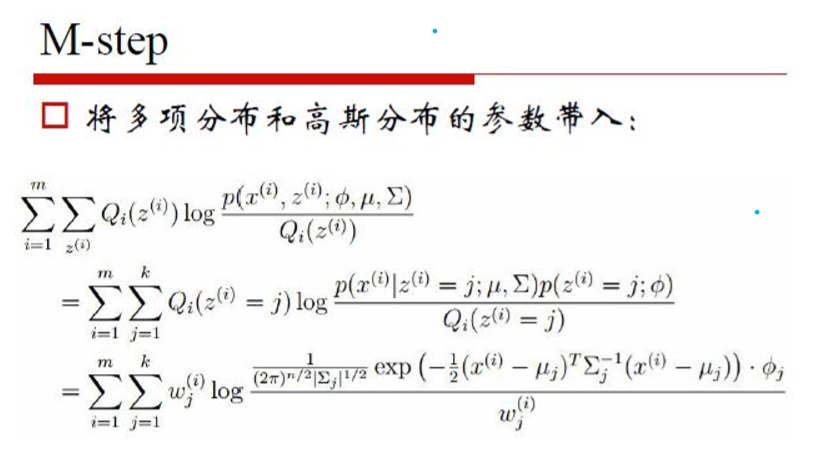 M-step
将多项分布和高斯分布的参数带入：
$\sum_{i=1}^{m} \sum_{z^{(i)}} Q_i(z^{(i)}) \log \frac{p(x^{(i)}, z^{(i)}; \phi, \mu, \Sigma)}{Q_i(z^{(i)})}$
$= \sum_{i=1}^{m} \sum_{j=1}^{k} Q_i(z^{(i)} = j) \log \frac{p(x^{(i)}|z^{(i)} = j; \mu, \Sigma) p(z^{(i)} = j; \phi)}{Q_i(z^{(i)} = j)}$
$= \sum_{i=1}^{m} \sum_{j=1}^{k} w_j^{(i)} \log \frac{\frac{1}{(2\pi)^{n/2} |\Sigma_j|^{1/2}} \exp \left( -\frac{1}{2} (x^{(i)} - \mu_j)^T \Sigma_j^{-1} (x^{(i)} - \mu_j) \right) \cdot \phi_j}{w_j^{(i)}}$